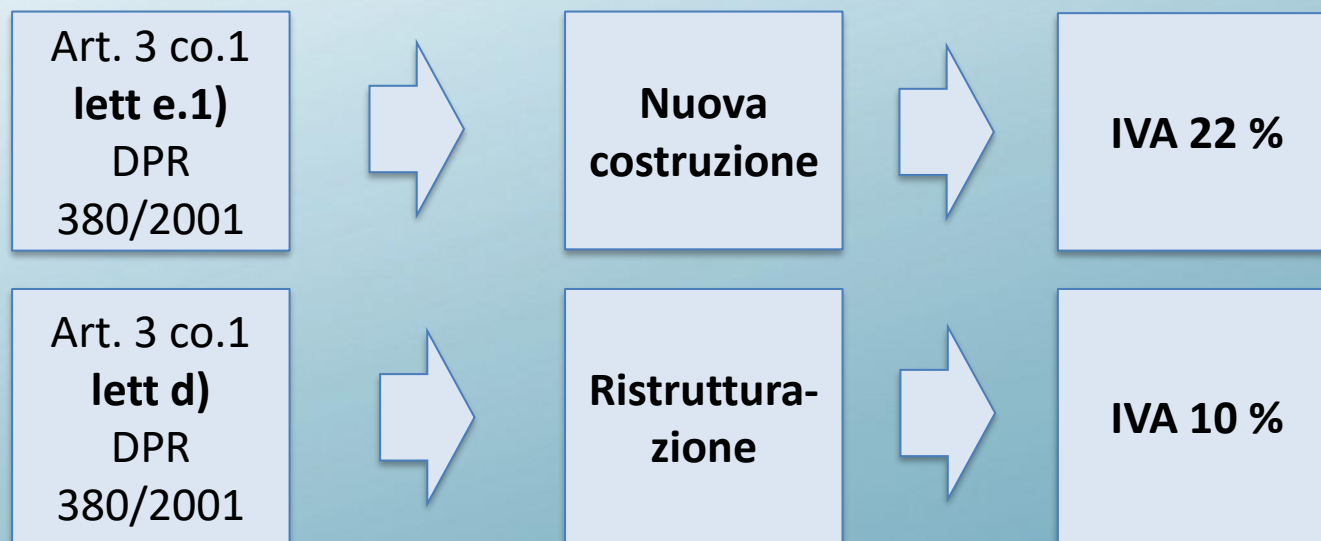 Art. 3 co.1
lett e.1)
DPR
380/2001
Nuova
costruzione
IVA 22 %
Art. 3 co.1
lett d)
DPR
380/2001
Ristruttura-
zione
IVA 10 %